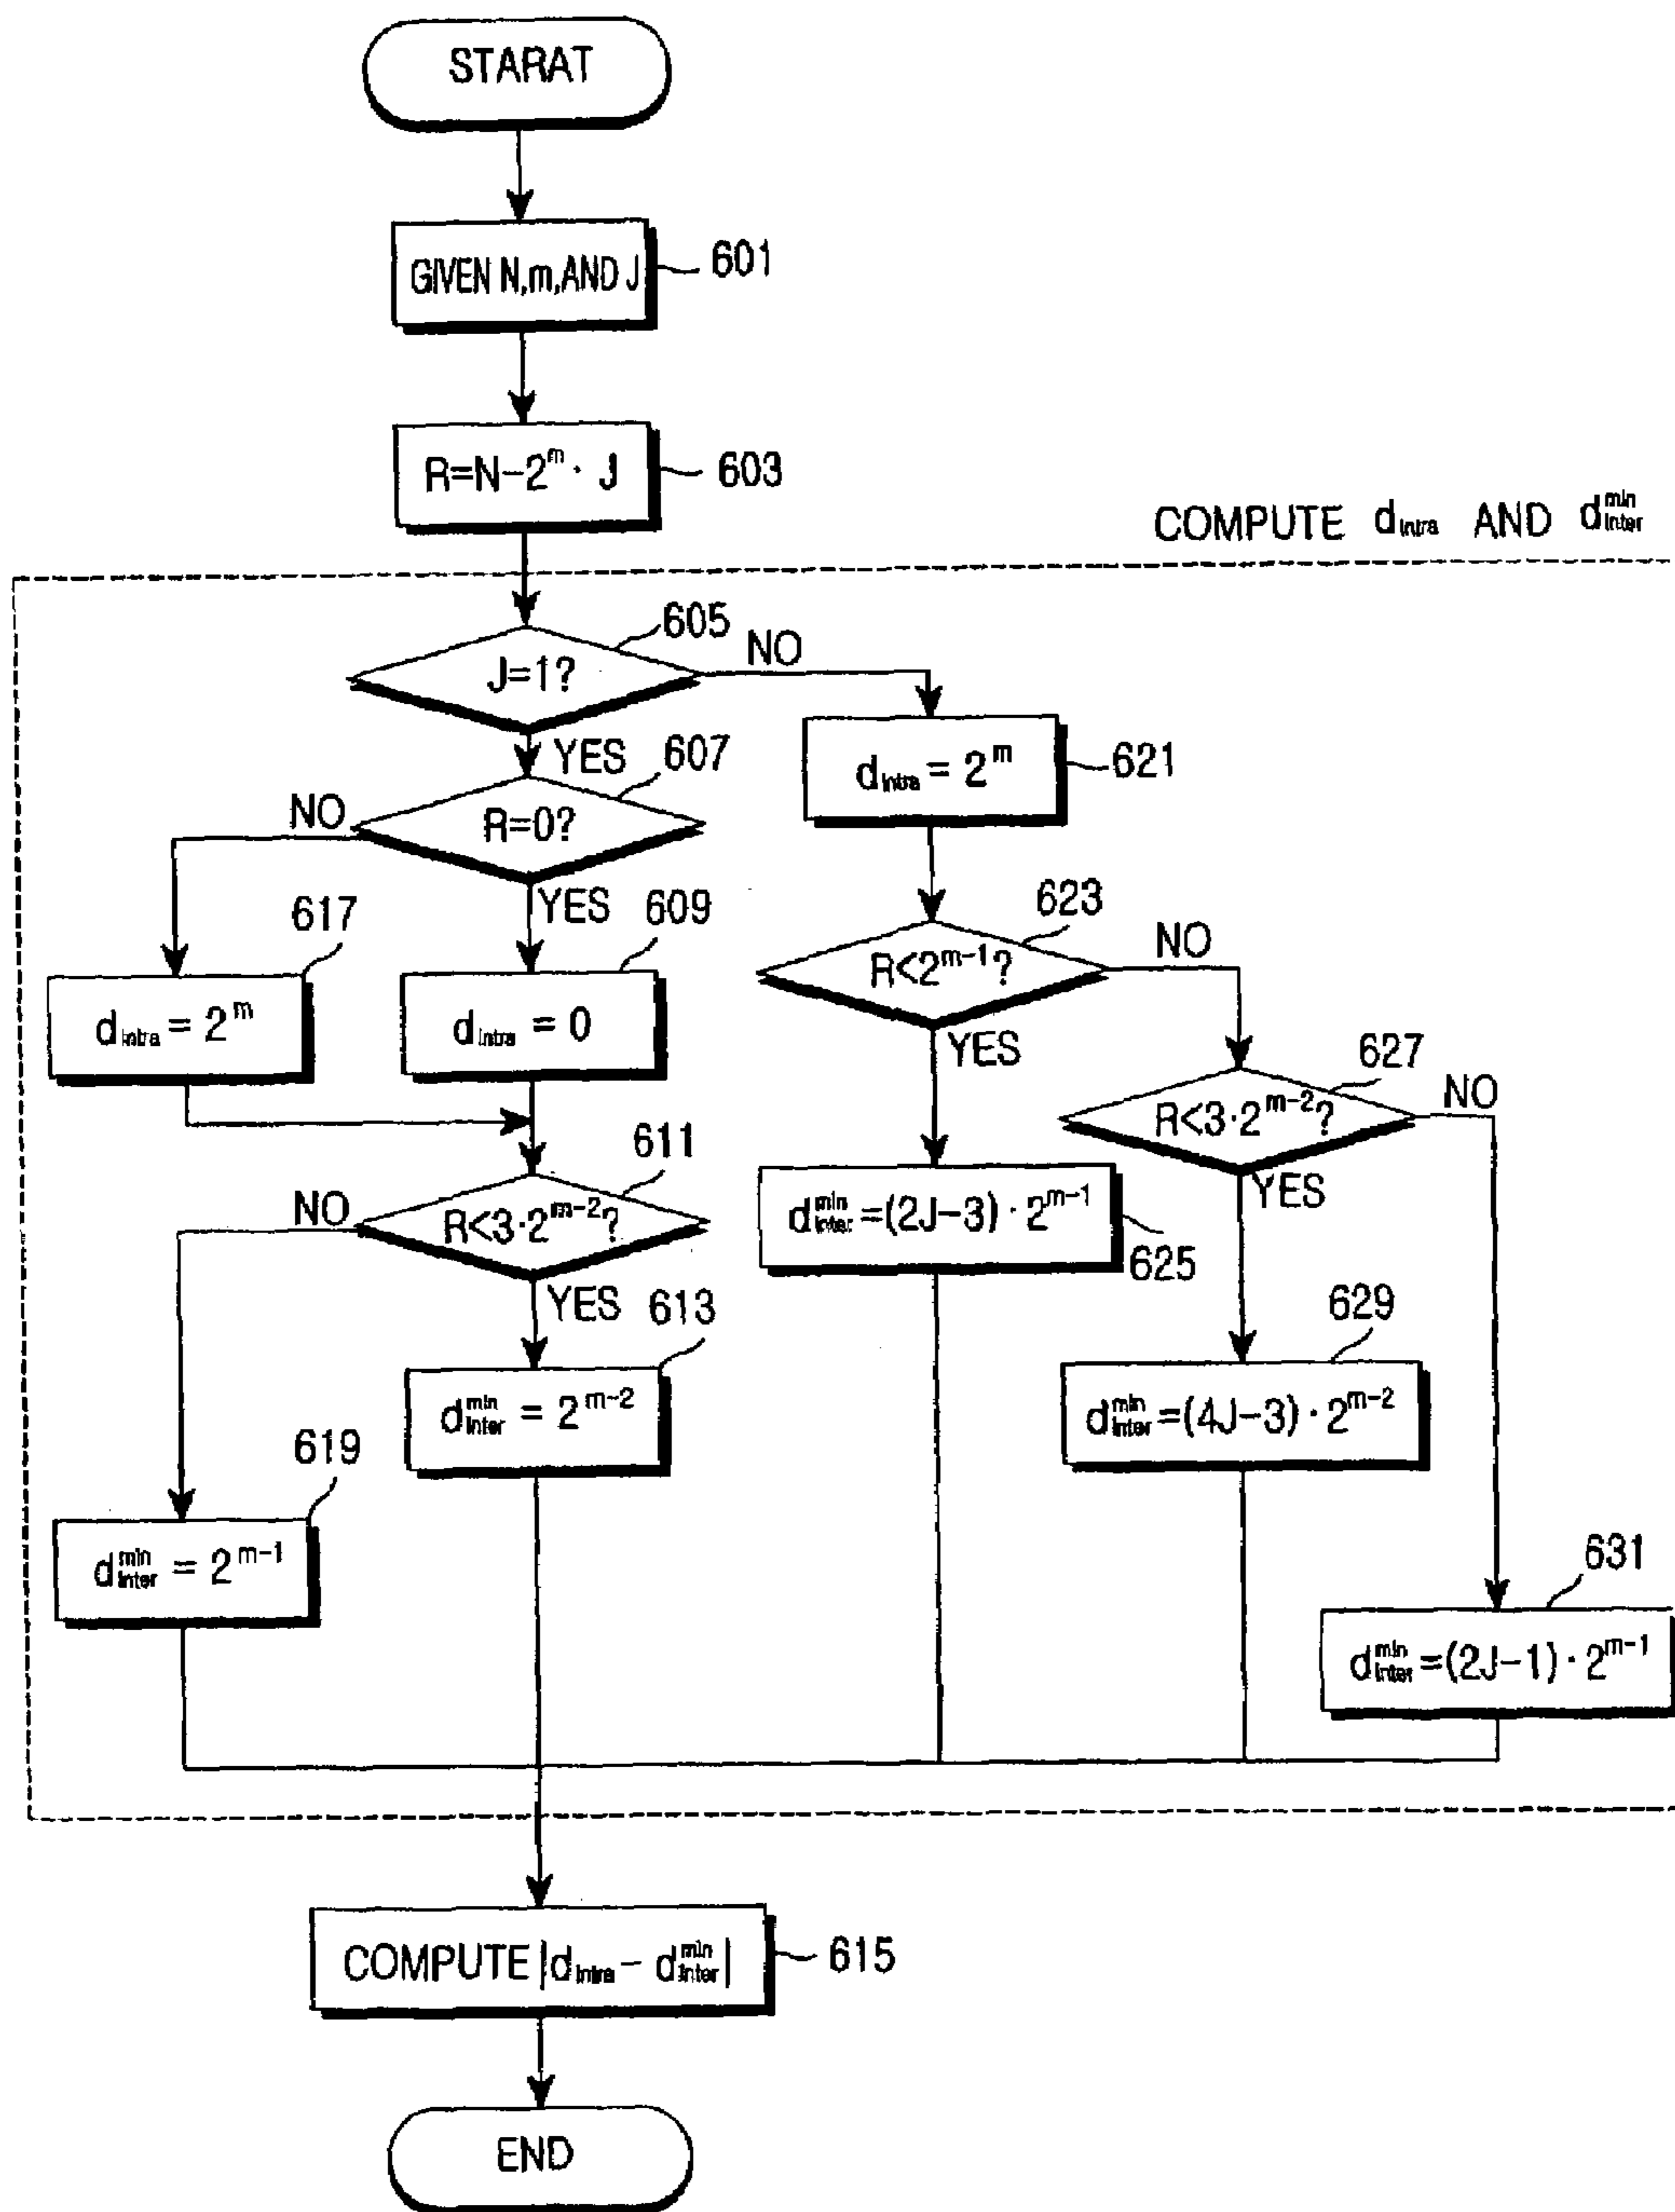 STARAT
GIVEN N,m,AND J
601
R=N-2^m · J
603
COMPUTE d_intra AND d_inter^min
605
J=1?
NO
YES
607
R=0?
NO
YES
d_intra = 2^m
621
617
609
d_intra = 2^m
d_intra = 0
623
R<2^m-1?
NO
YES
627
R<3·2^m-2?
NO
YES
611
R<3·2^m-2?
NO
YES
d_inter^min=(2J-3) · 2^m-1
625
613
d_inter^min = 2^m-2
629
d_inter^min=(4J-3) · 2^m-2
619
d_inter^min = 2^m-1
631
d_inter^min=(2J-1) · 2^m-1
COMPUTE |d_intra - d_inter^min|
615
END